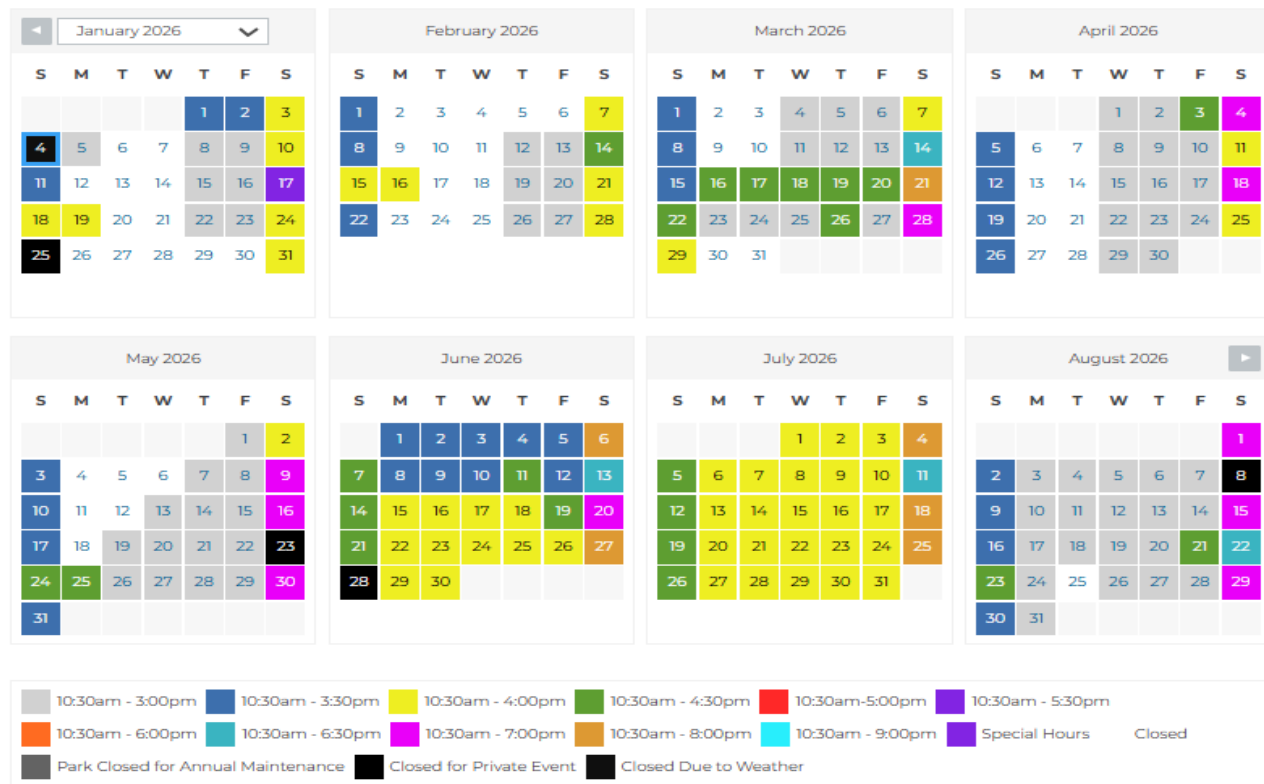 January 2026 February 2026 March 2026 April 2026
S M T W T F S S M T W T F S S M T W T F S S M T W T F S
1 2 3 1 2 3 4 5 6 7 1 2 3 4 5 6 7 1 2 3 4
4 5 6 7 8 9 10 8 9 10 11 12 13 14 8 9 10 11 12 13 14 5 6 7 8 9 10 11
11 12 13 14 15 16 17 15 16 17 18 19 20 21 15 16 17 18 19 20 21 12 13 14 15 16 17 18
18 19 20 21 22 23 24 22 23 24 25 26 27 28 22 23 24 25 26 27 28 19 20 21 22 23 24 25
25 26 27 28 29 30 31 29 30 31 26 27 28 29 30
May 2026 June 2026 July 2026 August 2026
S M T W T F S S M T W T F S S M T W T F S S M T W T F S
1 2 1 2 3 4 5 6 1 2 3 4 1
3 4 5 6 7 8 9 7 8 9 10 11 12 13 5 6 7 8 9 10 11 2 3 4 5 6 7 8
10 11 12 13 14 15 16 14 15 16 17 18 19 20 12 13 14 15 16 17 18 9 10 11 12 13 14 15
17 18 19 20 21 22 23 21 22 23 24 25 26 27 19 20 21 22 23 24 25 16 17 18 19 20 21 22
24 25 26 27 28 29 30 28 29 30 26 27 28 29 30 31 23 24 25 26 27 28 29
31 30 31
10:30am - 3:00pm 10:30am - 3:30pm 10:30am - 4:00pm 10:30am - 4:30pm 10:30am-5:00pm 10:30am - 5:30pm
10:30am - 6:00pm 10:30am - 6:30pm 10:30am - 7:00pm 10:30am - 8:00pm 10:30am - 9:00pm Special Hours Closed
Park Closed for Annual Maintenance Closed for Private Event Closed Due to Weather